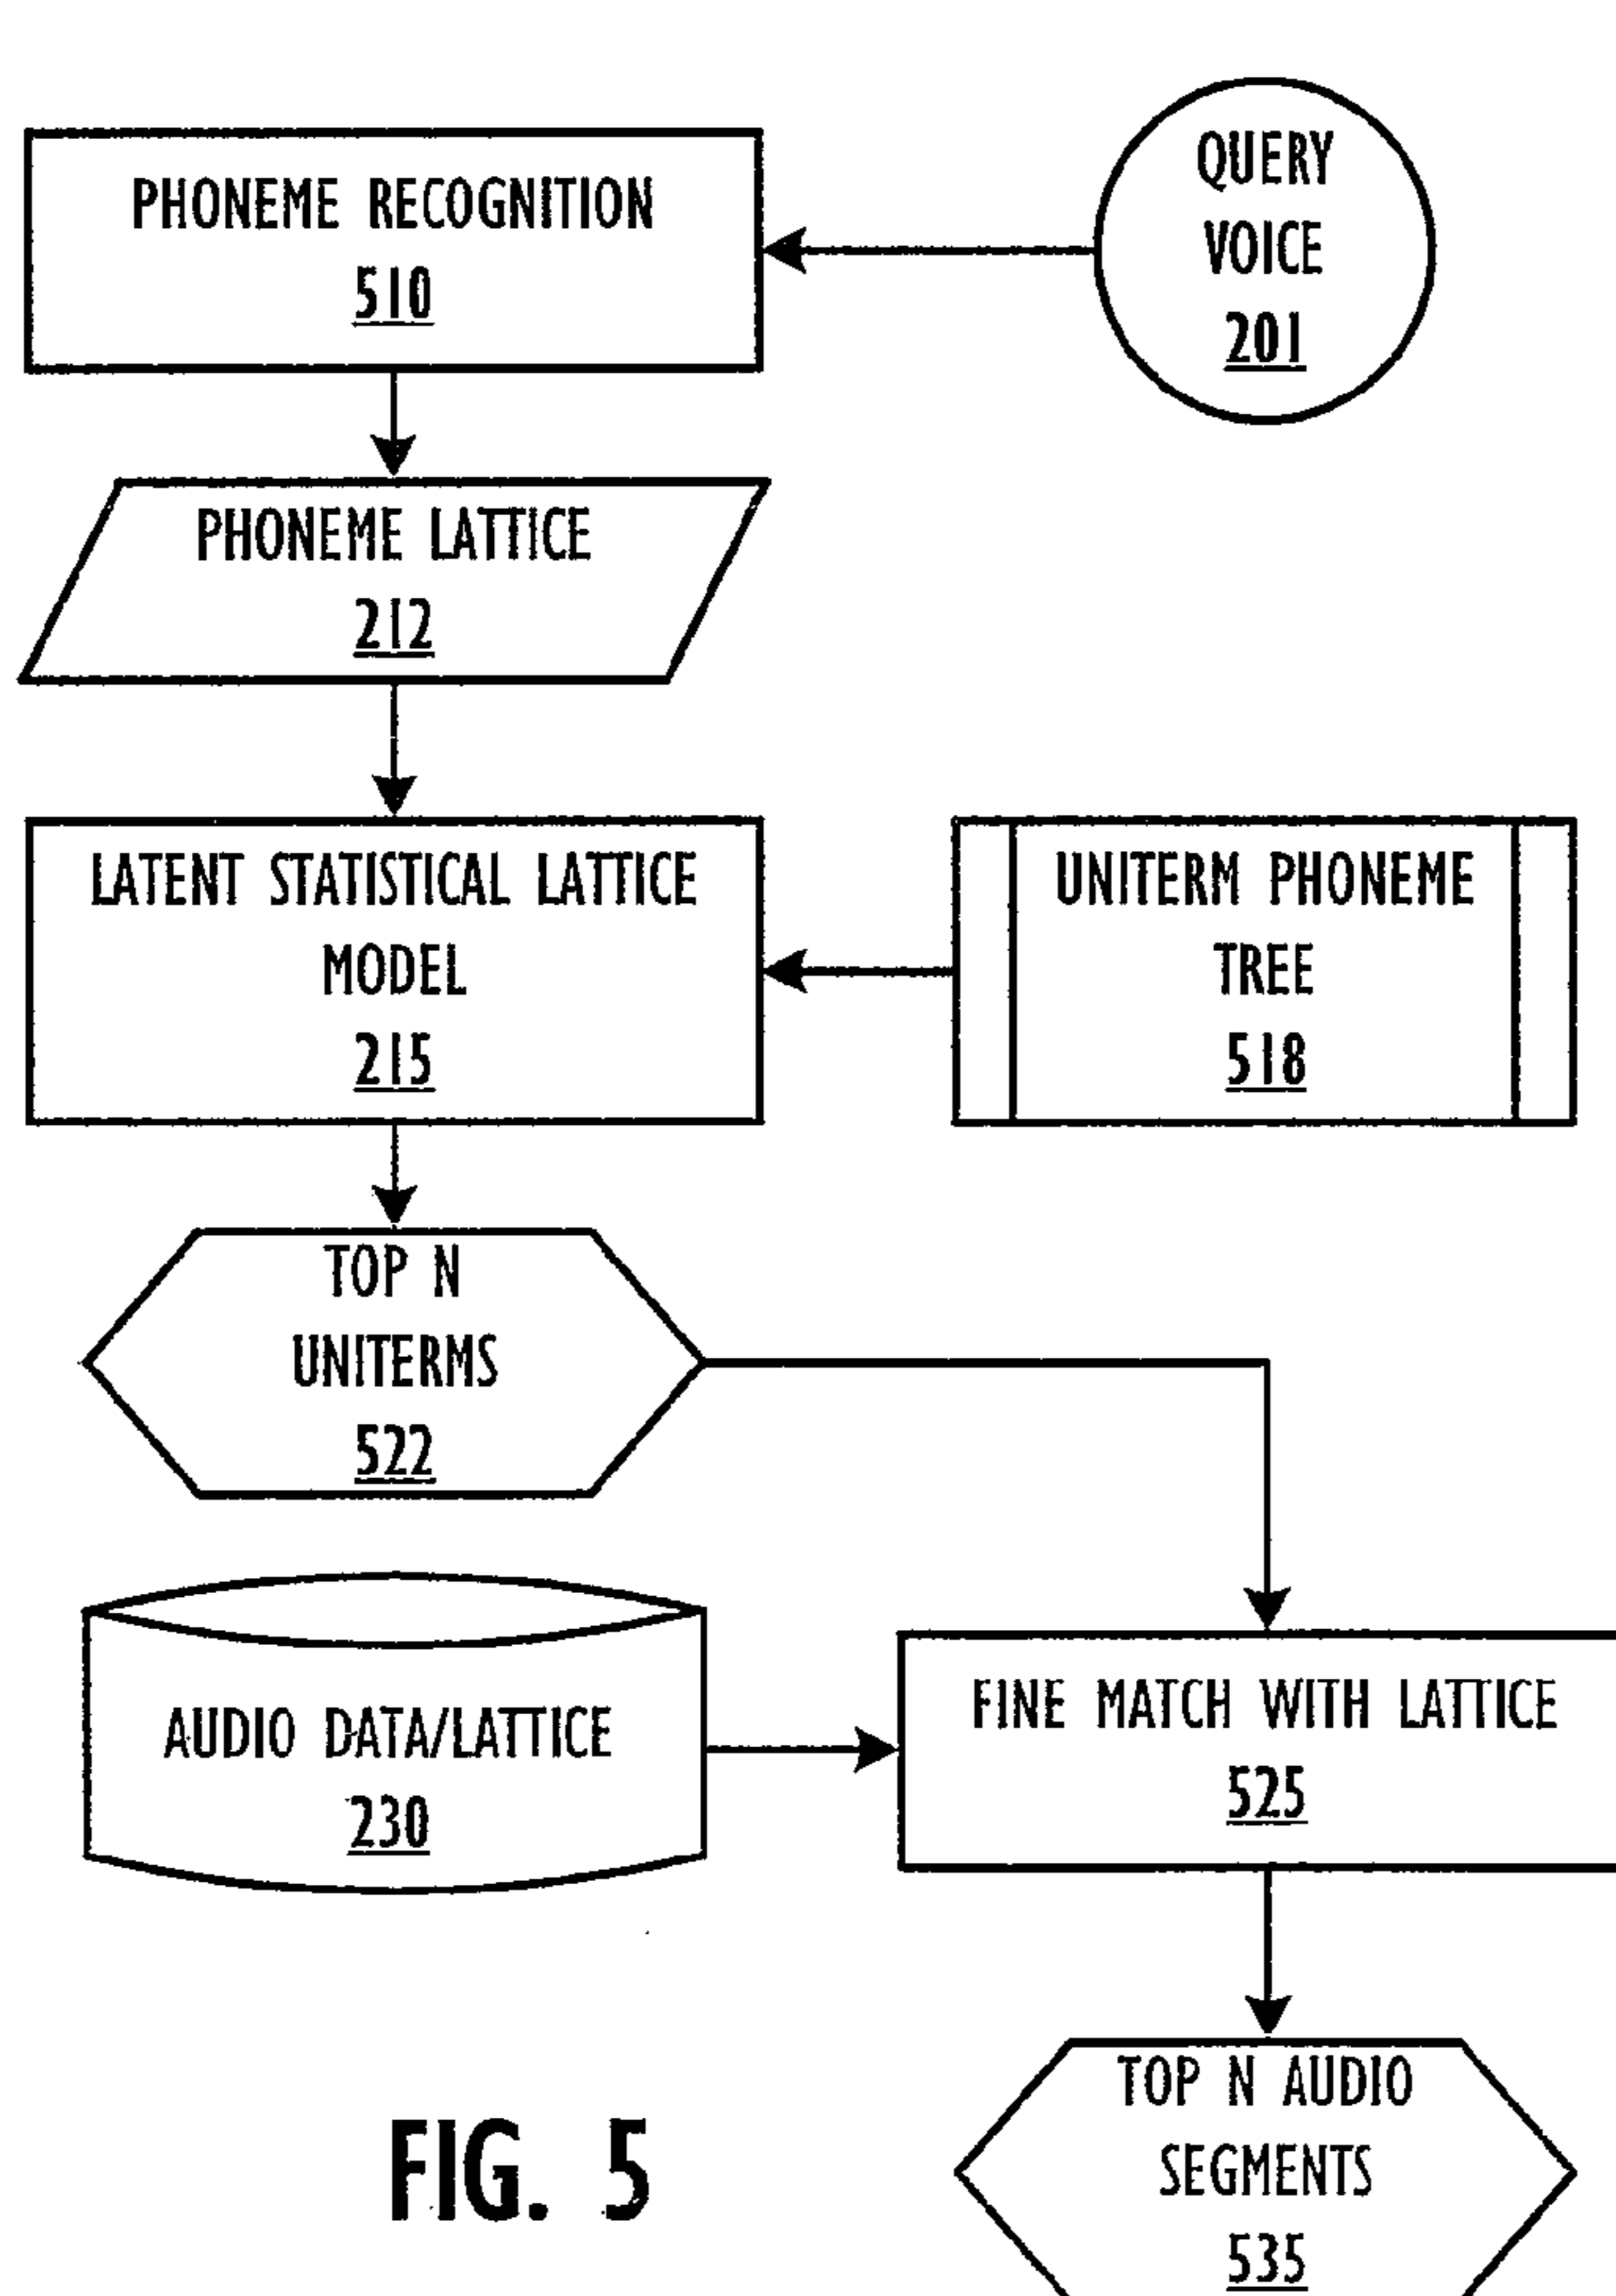 PHONEME RECOGNITION
510
QUERY
VOICE
201
PHONEME LATTICE
212
LATENT STATISTICAL LATTICE
MODEL
215
UNITERM PHONEME
TREE
518
TOP N
UNITERMS
522
AUDIO DATA/LATTICE
230
FINE MATCH WITH LATTICE
525
TOP N AUDIO
SEGMENTS
535
FIG. 5